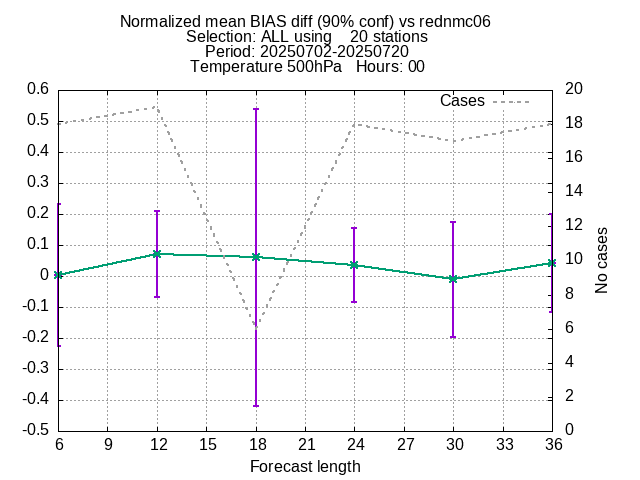 Normalized mean BIAS diff (90% conf) vs rednmc06
Selection: ALL using    20 stations
Period: 20250702-20250720
Temperature 500hPa   Hours: 00
Cases
0.6
0.5
0.4
0.3
0.2
0.1
0
-0.1
-0.2
-0.3
-0.4
-0.5
20
18
16
14
12
10
8
6
4
2
0
No cases
6 9 12 15 18 21 24 27 30 33 36
Forecast length